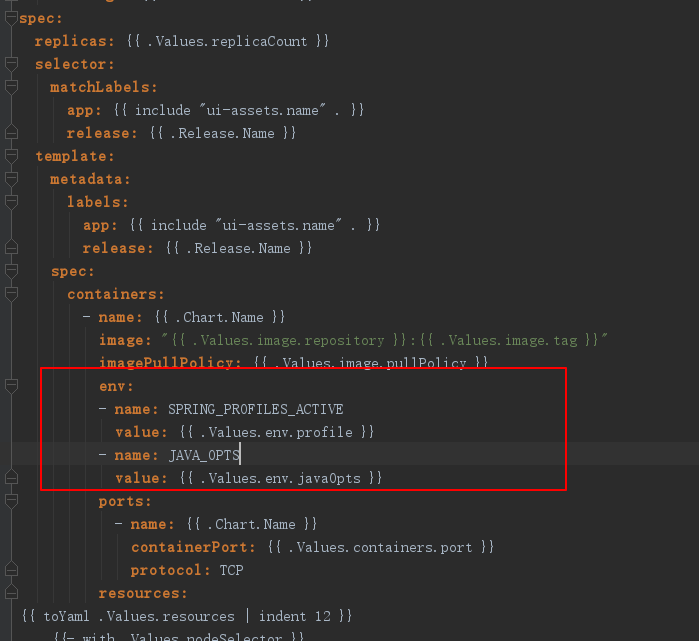 spec:
replicas: {{ .Values.replicaCount }}
selector:
matchLabels:
app: {{ include "ui-assets.name" . }}
release: {{ .Release.Name }}
template:
metadata:
labels:
app: {{ include "ui-assets.name" . }}
release: {{ .Release.Name }}
spec:
containers:
- name: {{ .Chart.Name }}
image: "{{ .Values.image.repository }}:{{ .Values.image.tag }}"
imagePullPolicy: {{ .Values.image.pullPolicy }}
env:
- name: SPRING_PROFILES_ACTIVE
value: {{ .Values.env.profile }}
- name: JAVA_OPTS
value: {{ .Values.env.javaOpts }}
ports:
- name: {{ .Chart.Name }}
containerPort: {{ .Values.containers.port }}
protocol: TCP
resources:
{{ toYaml .Values.resources | indent 12 }}
{{- with .Values.nodeSelector }}